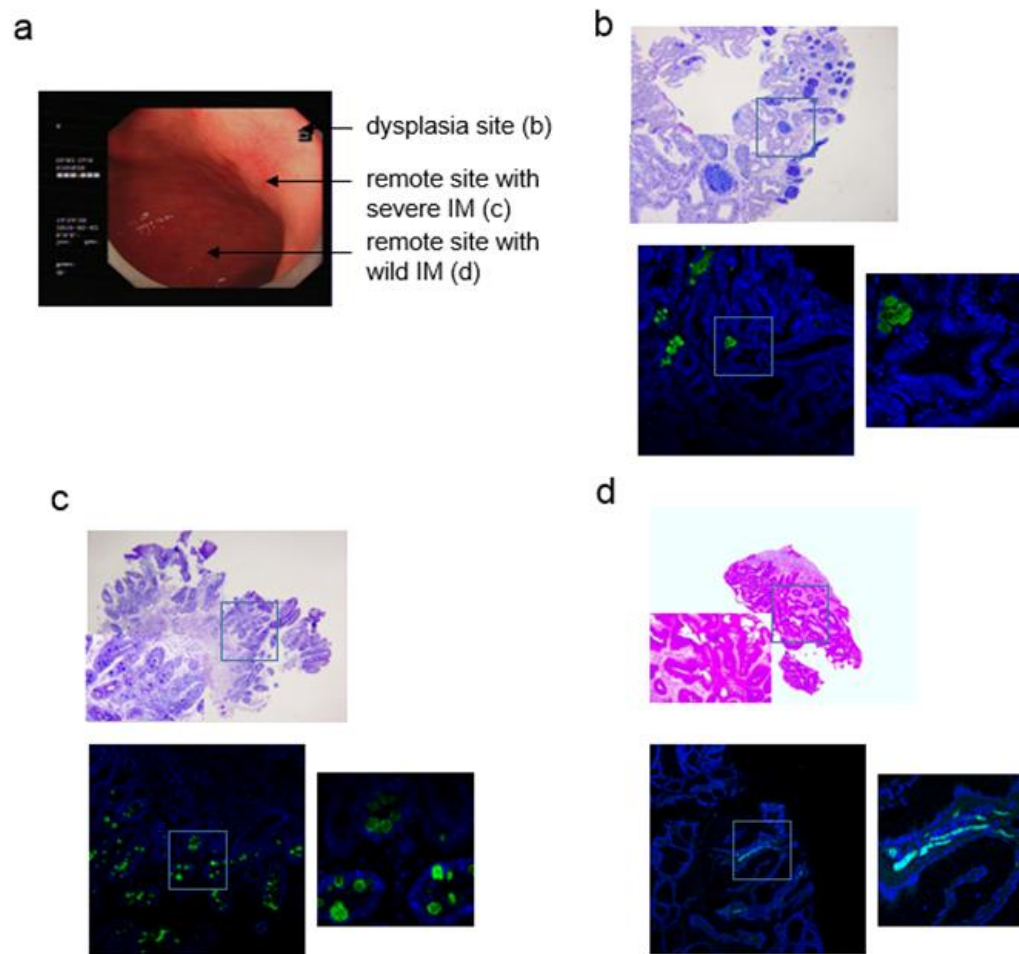 a
dysplasia site (b)
remote site with
severe IM (c)
remote site with
wild IM (d)
b
c
d